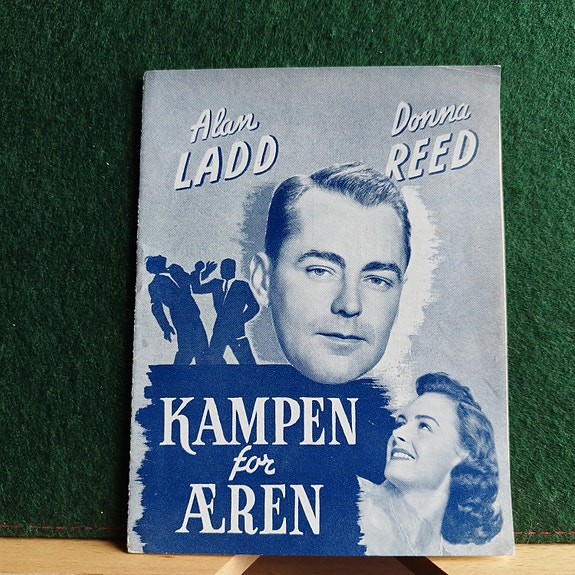 Alan
LADD
Donna
REED
KAMPEN
for
ÆREN